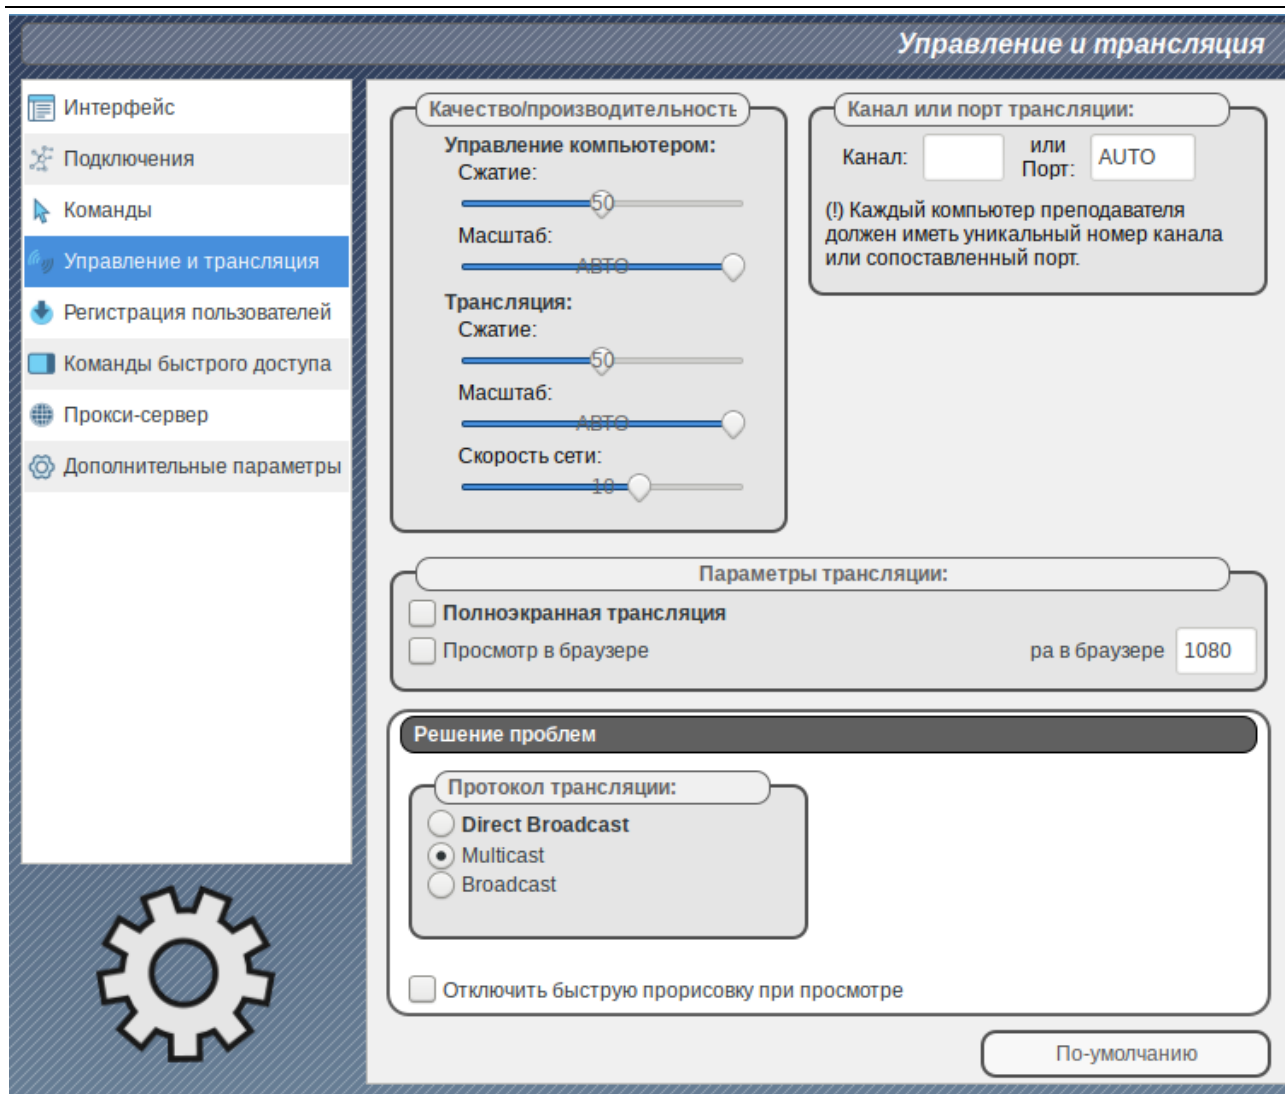 Управление и трансляция
Интерфейс
Подключения
Команды
Управление и трансляция
Регистрация пользователей
Команды быстрого доступа
Прокси-сервер
Дополнительные параметры
Качество/производительность
Управление компьютером:
Сжатие:
50
Масштаб:
АВТО
Трансляция:
Сжатие:
50
Масштаб:
АВТО
Скорость сети:
10
Канал или порт трансляции:
Канал:
или
Порт:
AUTO
(!) Каждый компьютер преподавателя
должен иметь уникальный номер канала
или сопоставленный порт.
Параметры трансляции:
Полноэкранная трансляция
Просмотр в браузере
ра в браузере
1080
Решение проблем
Протокол трансляции:
Direct Broadcast
Multicast
Broadcast
Отключить быструю прорисовку при просмотре
По-умолчанию